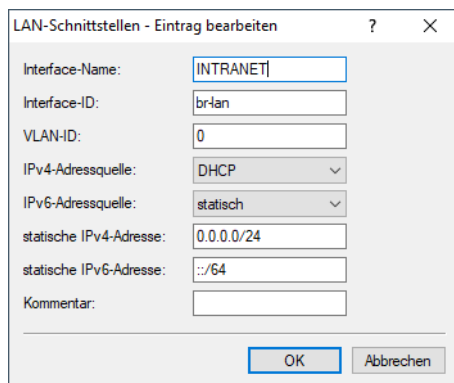 LAN-Schnittstellen - Eintrag bearbeiten ?
Interface-Name: INTRANET
Interface-ID: br-lan
VLAN-ID: 0
IPv4-Adressquelle: DHCP
IPv6-Adressquelle: statisch
statische IPv4-Adresse: 0.0.0.0/24
statische IPv6-Adresse: ::/64
Kommentar:
OK Abbrechen